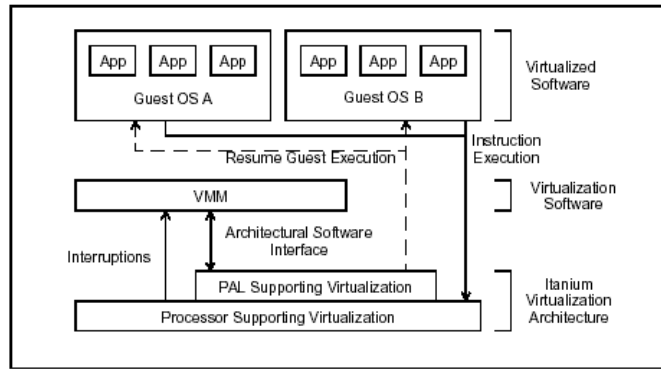 App App App
Guest OS A
App App App
Guest OS B
Virtualized
Software
Resume Guest Execution
Instruction
Execution
VMM
Virtualization
Software
Interruptions
Architectural Software
Interface
PAL Supporting Virtualization
Processor Supporting Virtualization
Itanium
Virtualization
Architecture